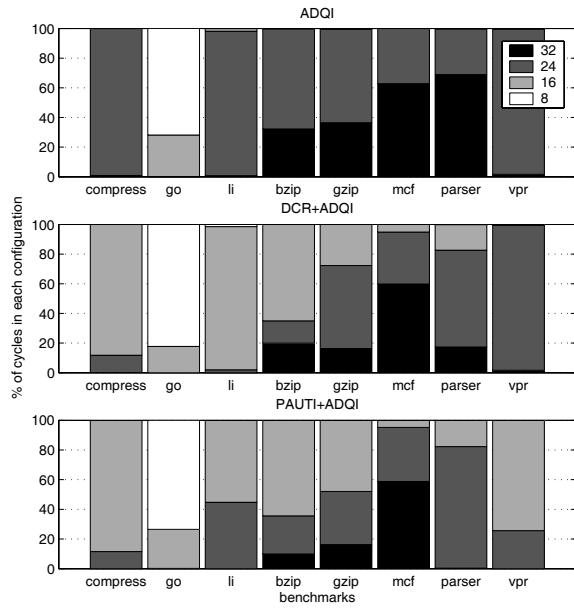 ADQI
100
80
60
40
20
0
32
24
16
8
compress go li bzip gzip mcf parser vpr
% of cycles in each configuration
DCR+ADQI
100
80
60
40
20
0
compress go li bzip gzip mcf parser vpr
PAUTI+ADQI
100
80
60
40
20
0
compress go li bzip gzip mcf parser vpr
benchmarks